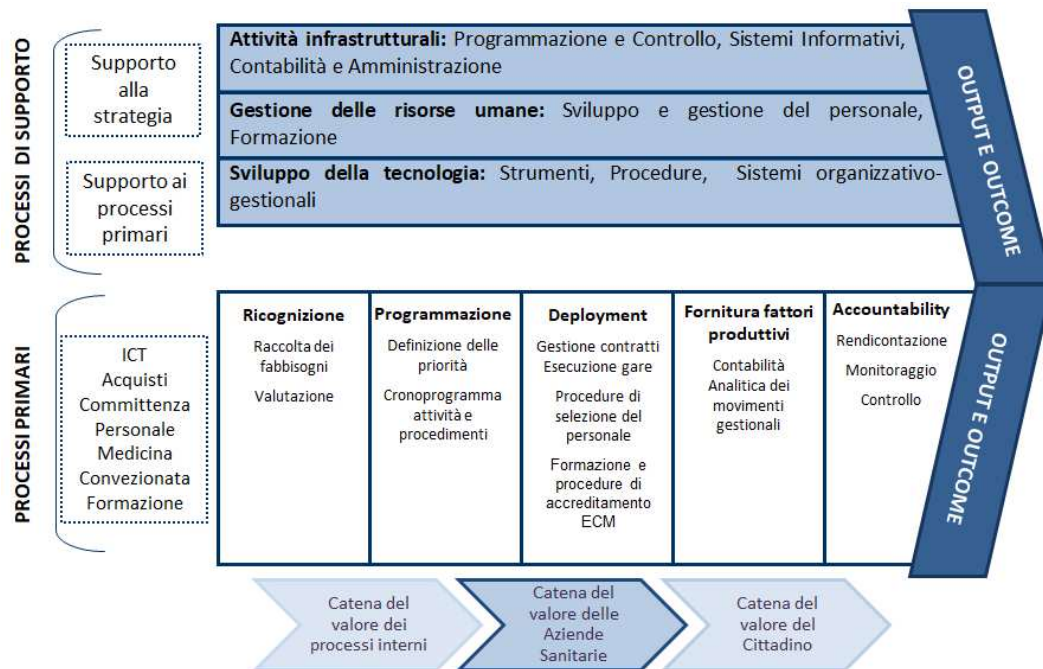 PROCESSI DI SUPPORTO
Supporto
alla
strategia
Supporto ai
processi
primari
Attività infrastrutturali: Programmazione e Controllo, Sistemi Informativi,
Contabilità e Amministrazione
Gestione delle risorse umane: Sviluppo e gestione del personale,
Formazione
Sviluppo della tecnologia: Strumenti, Procedure, Sistemi organizzativo-
gestionali
OUTPUT E OUTCOME
PROCESSI PRIMARI
ICT
Acquisti
Committenza
Personale
Medicina
Convezionata
Formazione
Ricognizione
Raccolta dei
fabbisogni
Valutazione
Programmazione
Definizione delle
priorità
Cronoprogramma
attività e
procedimenti
Deployment
Gestione contratti
Esecuzione gare
Procedure di
selezione del
personale
Formazione e
procedure di
accreditamento
ECM
Fornitura fattori
produttivi
Contabilità
Analitica dei
movimenti
gestionali
Accountability
Rendicontazione
Monitoraggio
Controllo
OUTPUT E OUTCOME
Catena del
valore dei
processi interni
Catena del
valore delle
Aziende
Sanitarie
Catena del
valore del
Cittadino